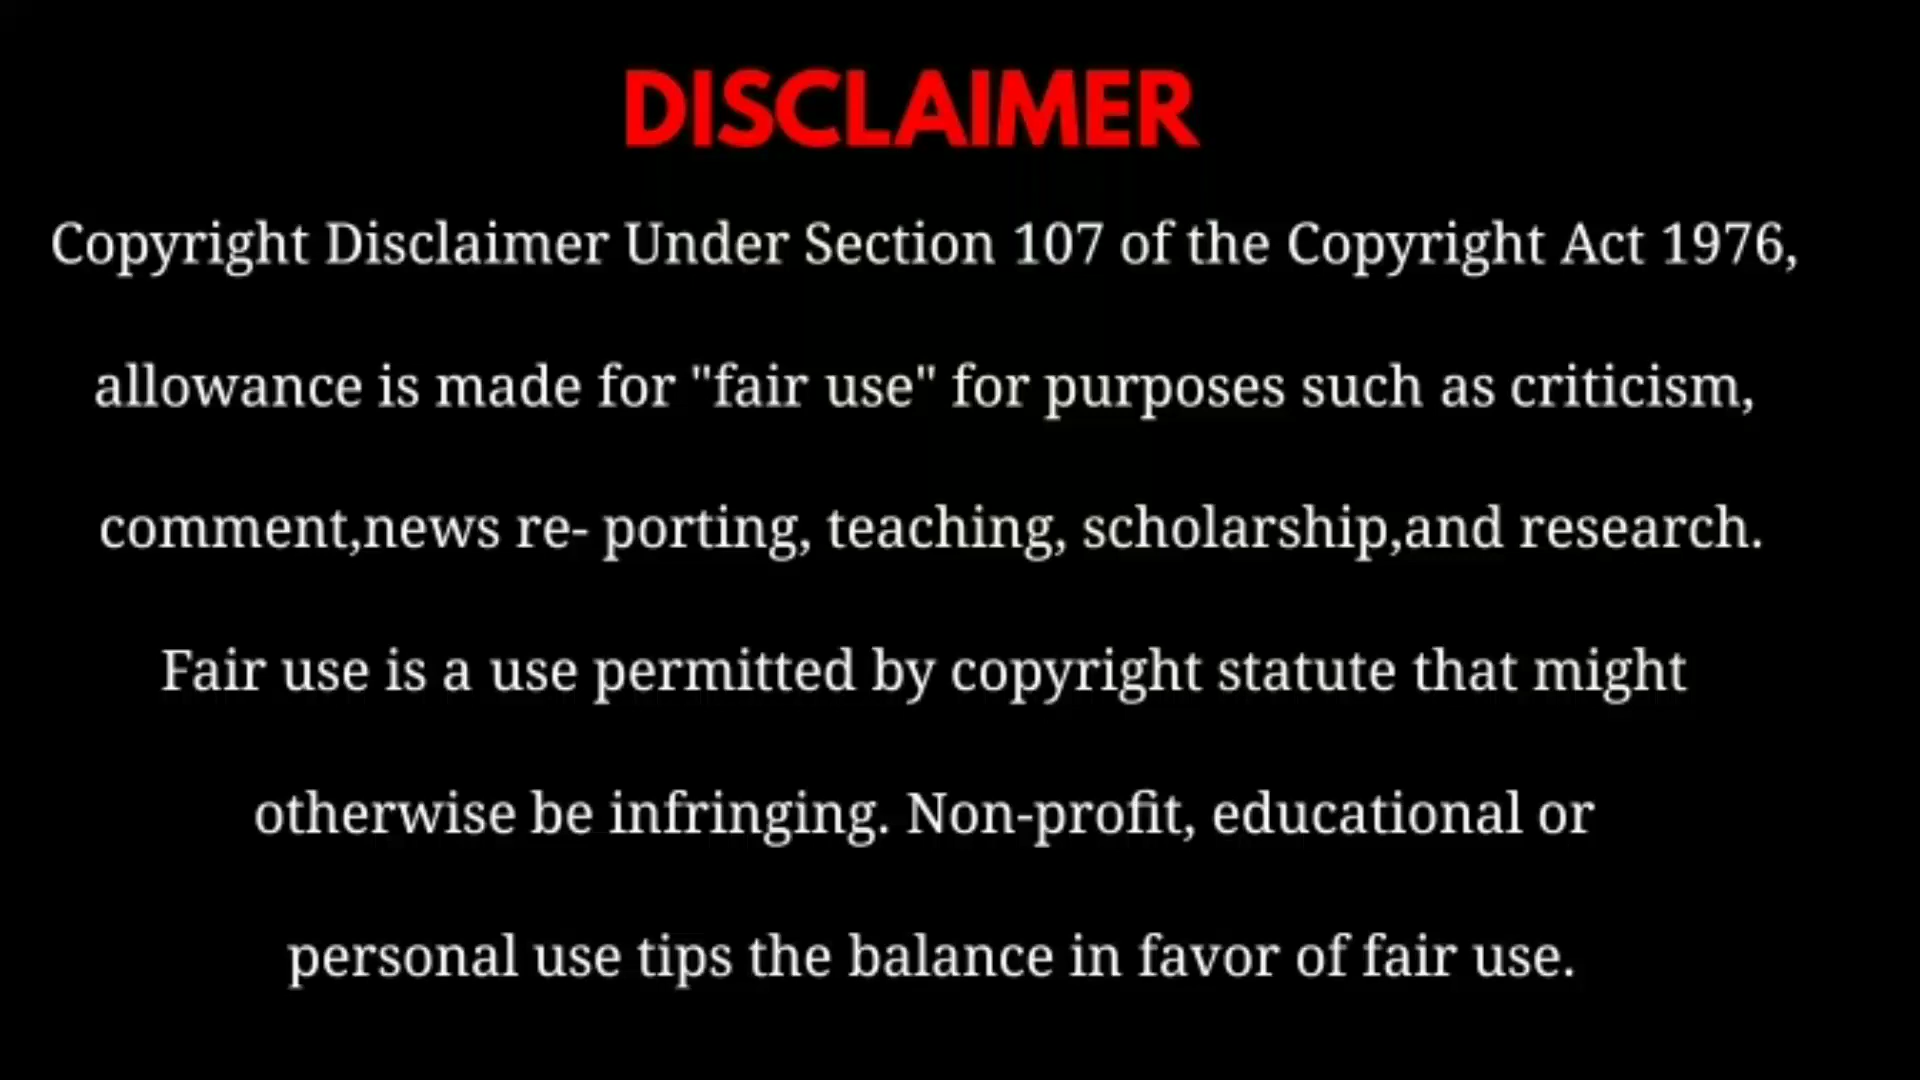 DISCLAIMER
Copyright Disclaimer Under Section 107 of the Copyright Act 1976,
allowance is made for "fair use" for purposes such as criticism,
comment,news re- porting, teaching, scholarship,and research.
Fair use is a use permitted by copyright statute that might
otherwise be infringing. Non-profit, educational or
personal use tips the balance in favor of fair use.